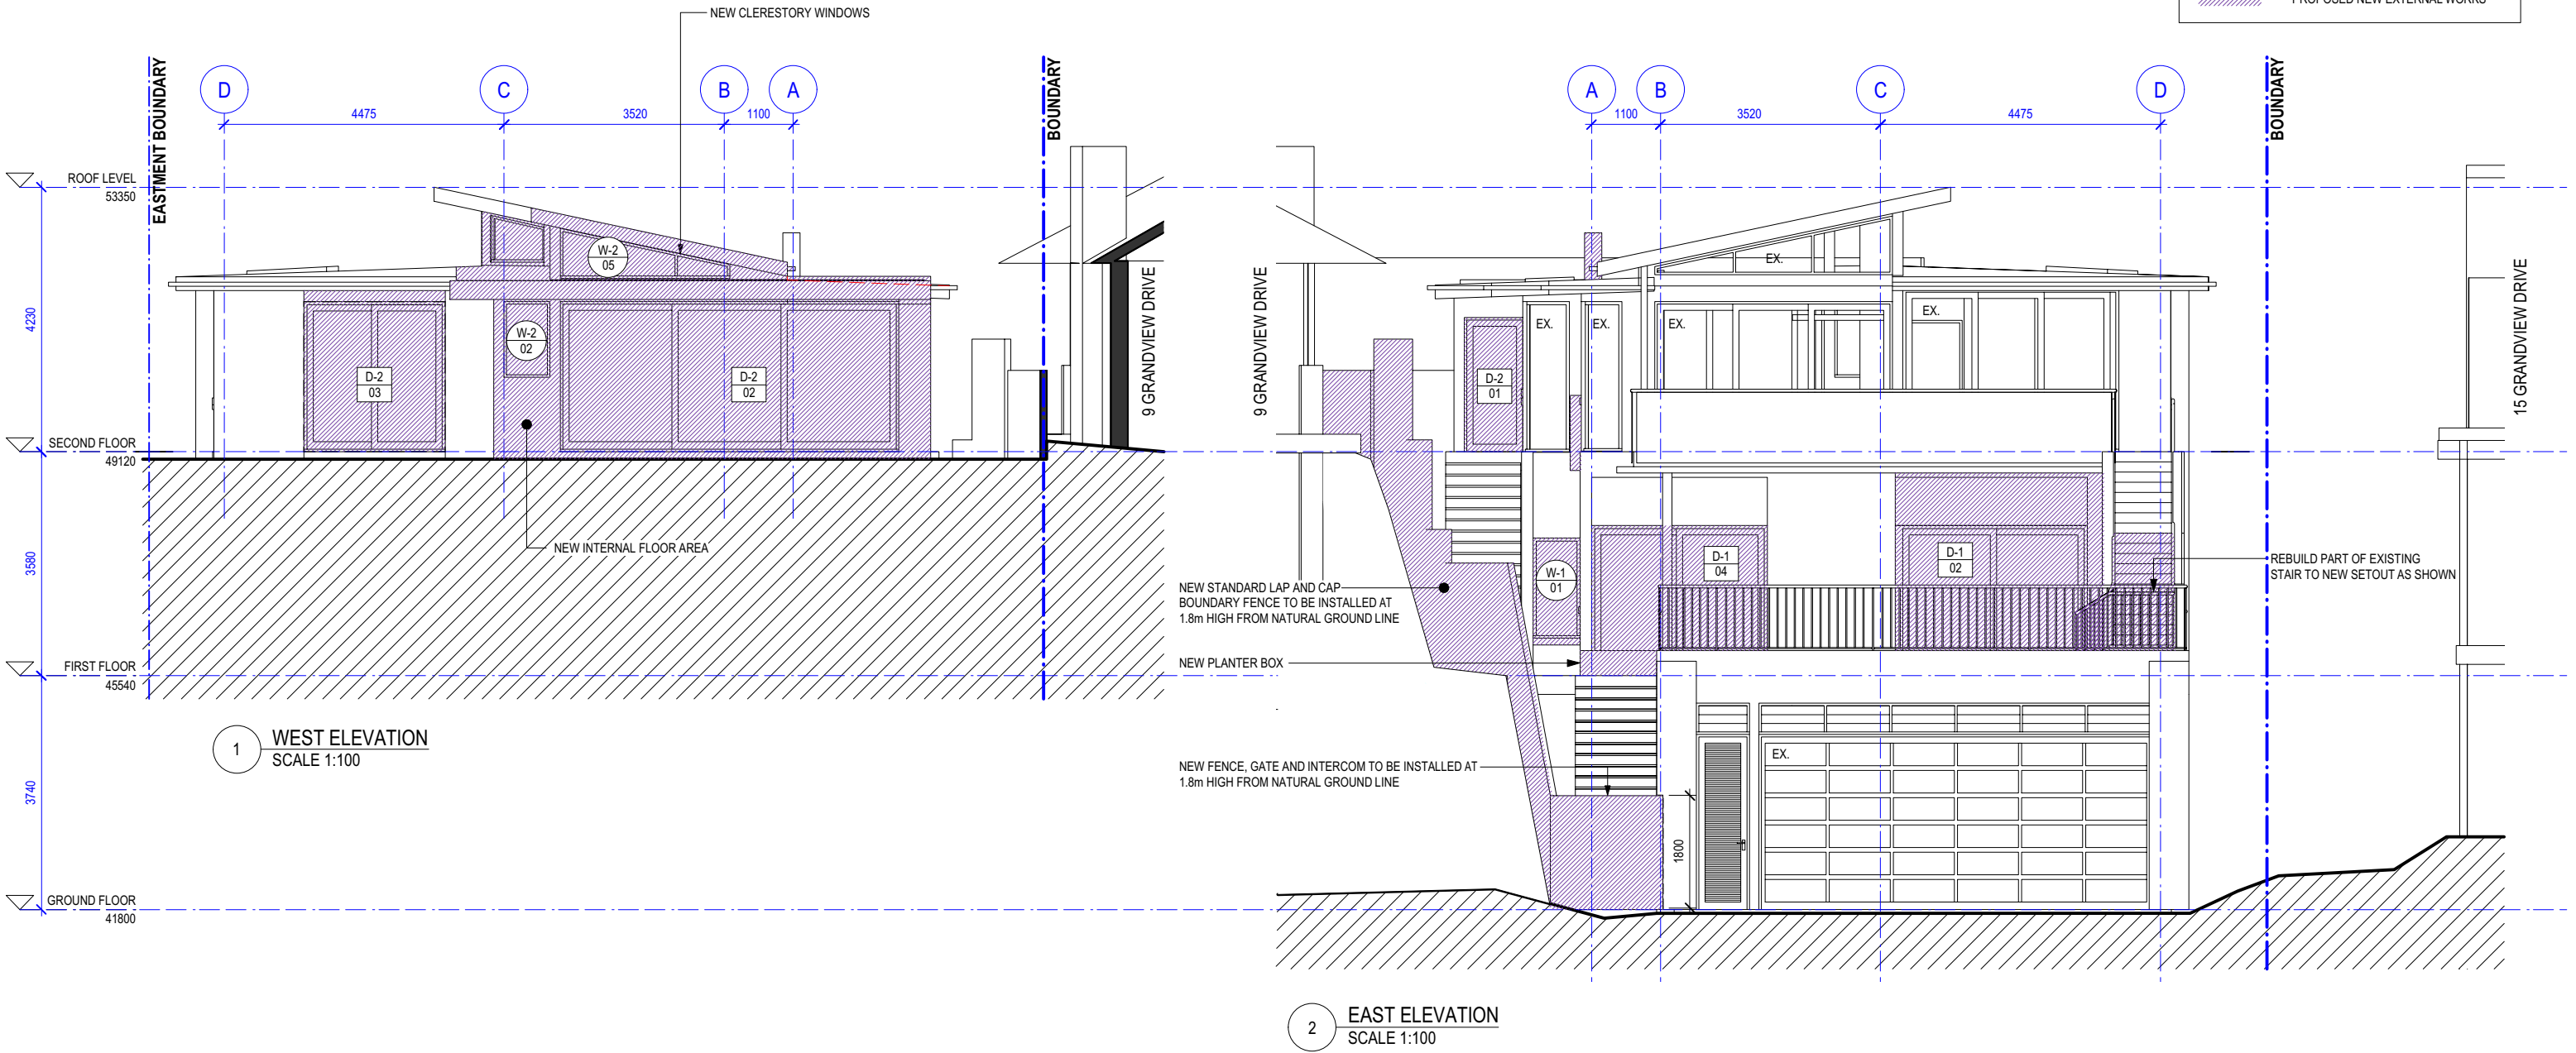 PROPOSED NEW EXTERNAL WORKS
NEW CLERESTORY WINDOWS
EASTMENT BOUNDARY
D
C
B
A
4475
3520
1100
BOUNDARY
ROOF LEVEL
53350
W-2
05
4230
W-2
02
D-2
03
D-2
02
9 GRANDVIEW DRIVE
SECOND FLOOR
49120
3580
NEW INTERNAL FLOOR AREA
FIRST FLOOR
45540
3740
GROUND FLOOR
41800
1
WEST ELEVATION
SCALE 1:100
A
B
C
D
1100
3520
4475
BOUNDARY
9 GRANDVIEW DRIVE
15 GRANDVIEW DRIVE
EX.
EX.
EX.
EX.
EX.
D-2
01
W-1
01
D-1
04
D-1
02
NEW STANDARD LAP AND CAP
BOUNDARY FENCE TO BE INSTALLED AT
1.8m HIGH FROM NATURAL GROUND LINE
REBUILD PART OF EXISTING
STAIR TO NEW SETOUT AS SHOWN
NEW PLANTER BOX
NEW FENCE, GATE AND INTERCOM TO BE INSTALLED AT
1.8m HIGH FROM NATURAL GROUND LINE
EX.
1800
2
EAST ELEVATION
SCALE 1:100